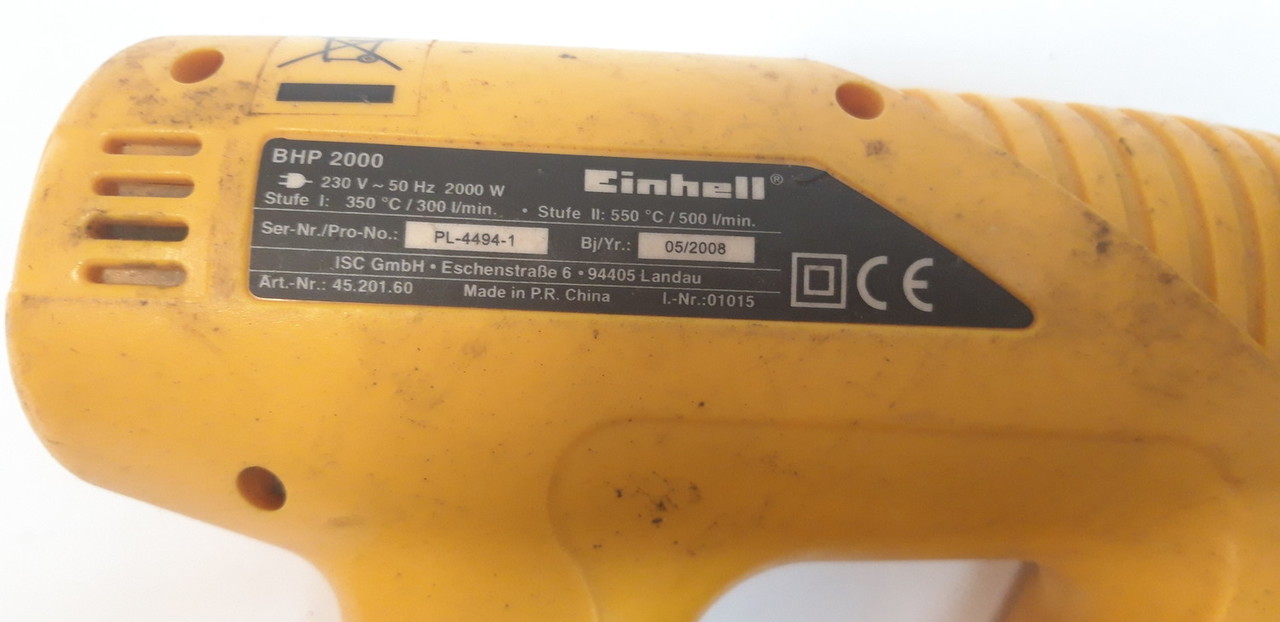 BHP 2000
Einhell®
230 V ~ 50 Hz 2000 W
Stufe I: 350 °C / 300 l/min. • Stufe II: 550 °C / 500 l/min.
Ser-Nr./Pro-No.: PL-4494-1 Bj/Yr.: 05/2008
ISC GmbH • Eschenstraße 6 • 94405 Landau
Art.-Nr.: 45.201.60 Made in P.R. China I.-Nr.:01015
CE